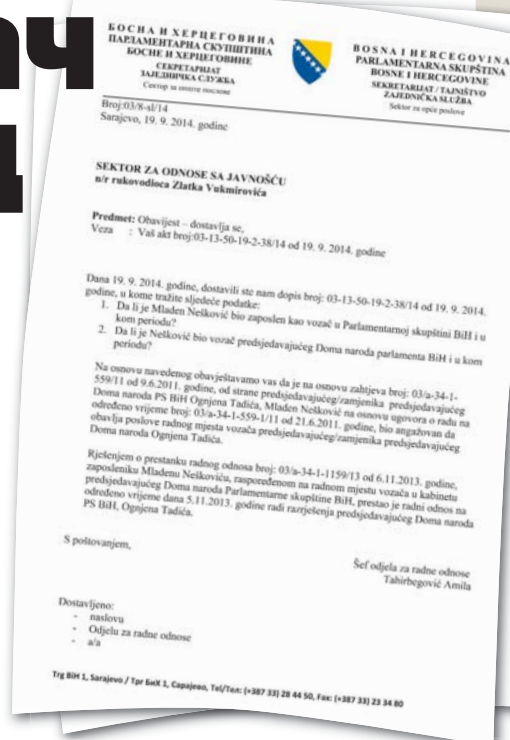 ач
Д
БОСНА И ХЕРЦЕГОВИНА
ПАРЛАМЕНТАРНА СКУПШТИНА
БОСНЕ И ХЕРЦЕГОВИНЕ
СЕКРЕТАРИЈАТ
ЗАЈЕДНИЧКА СЛУЖБА
Сектор за опште послове
BOSNA I HERCEGOVINA
PARLAMENTARNA SKUPŠTINA
BOSNE I HERCEGOVINE
SEKRETARIJAT / TAJNIŠTVO
ZAJEDNIČKA SLUŽBA
Sektor za opće poslove
Broj:03/8-sl/14
Sarajevo, 19. 9. 2014. godine
SEKTOR ZA ODNOSE SA JAVNOŠĆU
n/r rukovodioca Zlatka Vukmirovića
Predmet: Obavijest – dostavlja se,
Veza : Vaš akt broj:03-13-50-19-2-38/14 od 19. 9. 2014. godine
Dana 19. 9. 2014. godine, dostavili ste nam dopis broj: 03-13-50-19-2-38/14 od 19. 9. 2014.
godine, u kome tražite sljedeće podatke:
1. Da li je Mladen Nešković bio zaposlen kao vozač u Parlamentarnoj skupštini BiH i u
kom periodu?
2. Da li je Nešković bio vozač predsjedavajućeg Doma naroda parlamenta BiH i u kom
periodu?
Na osnovu navedenog obavještavamo vas da je na osnovu zahtjeva broj: 03/a-34-1-
559/11 od 9.6.2011. godine, od strane predsjedavajućeg/zamjenika predsjedavajućeg
Doma naroda PS BiH Ognjena Tadića, Mladen Nešković na osnovu ugovora o radu na
određeno vrijeme broj: 03/a-34-1-559-1/11 od 21.6.2011. godine, bio angažovan da
obavlja poslove radnog mjesta vozača predsjedavajućeg/zamjenika predsjedavajućeg
Doma naroda Ognjena Tadića.
Rješenjem o prestanku radnog odnosa broj: 03/a-34-1-1159/13 od 6.11.2013. godine,
zaposleniku Mladenu Neškoviću, raspoređenom na radnom mjestu vozača u kabinetu
predsjedavajućeg Doma naroda Parlamentarne skupštine BiH, prestao je radni odnos na
određeno vrijeme dana 5.11.2013. godine radi razrješenja predsjedavajućeg Doma naroda
PS BiH, Ognjena Tadića.
S poštovanjem,
Šef odjela za radne odnose
Tahirbegović Amila
Dostavljeno:
- naslovu
- Odjelu za radne odnose
- a/a
Trg BiH 1, Sarajevo / Трг БиХ 1, Сарајево, Tel/Тел: (+387 33) 28 44 50, Fax: (+387 33) 23 34 80